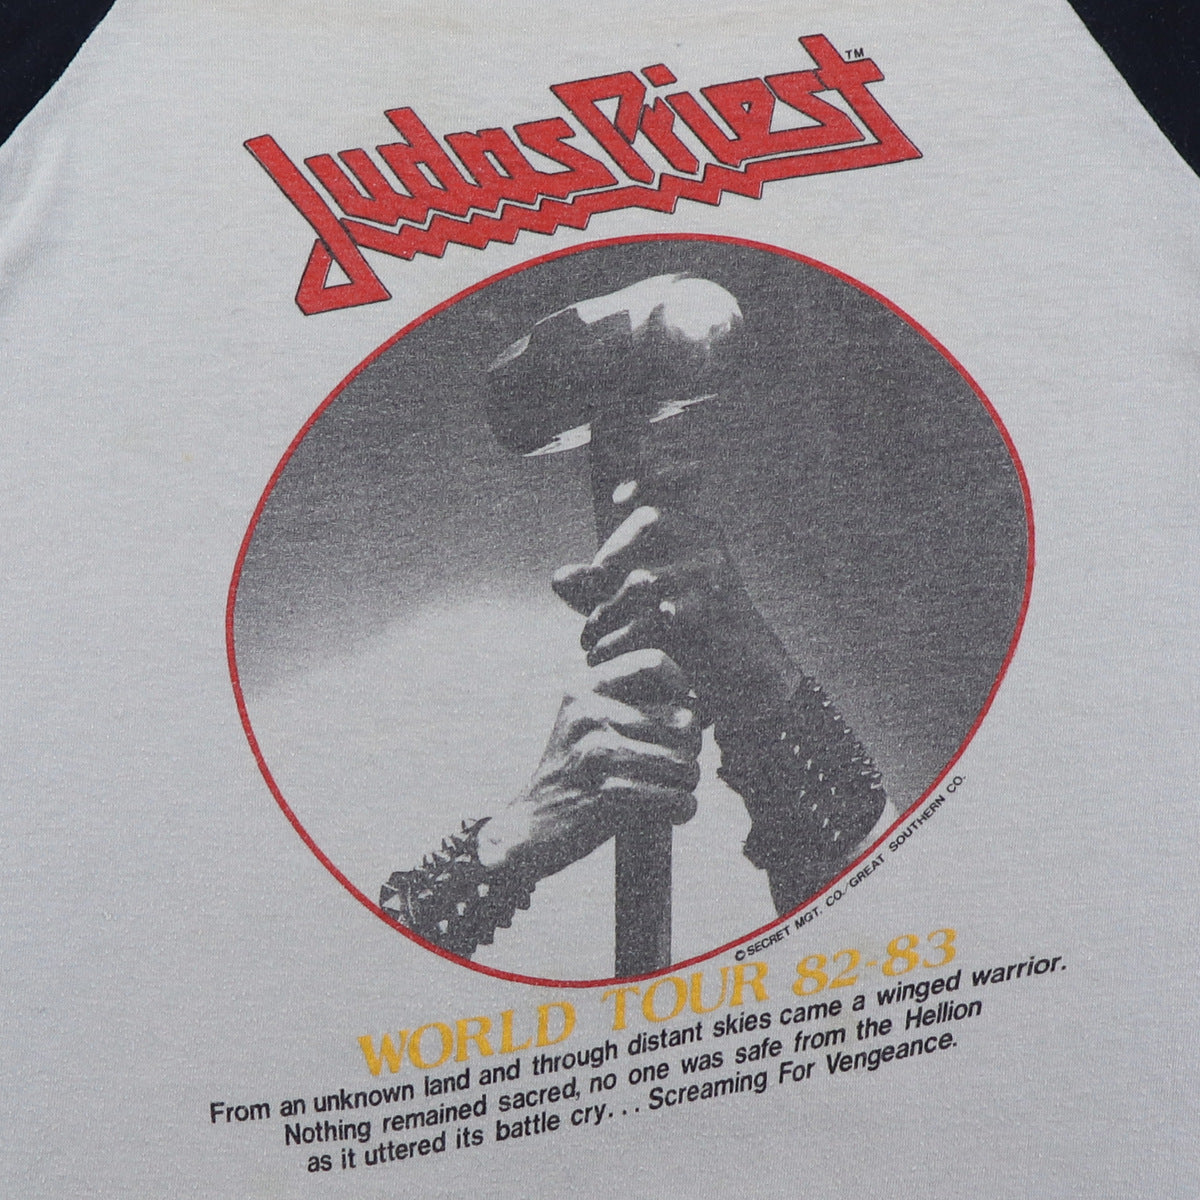 Judas Priest™
© SECRET MGT. CO./GREAT SOUTHERN CO.
WORLD TOUR 82-83
From an unknown land and through distant skies came a winged warrior.
Nothing remained sacred, no one was safe from the Hellion
as it uttered its battle cry... Screaming For Vengeance.